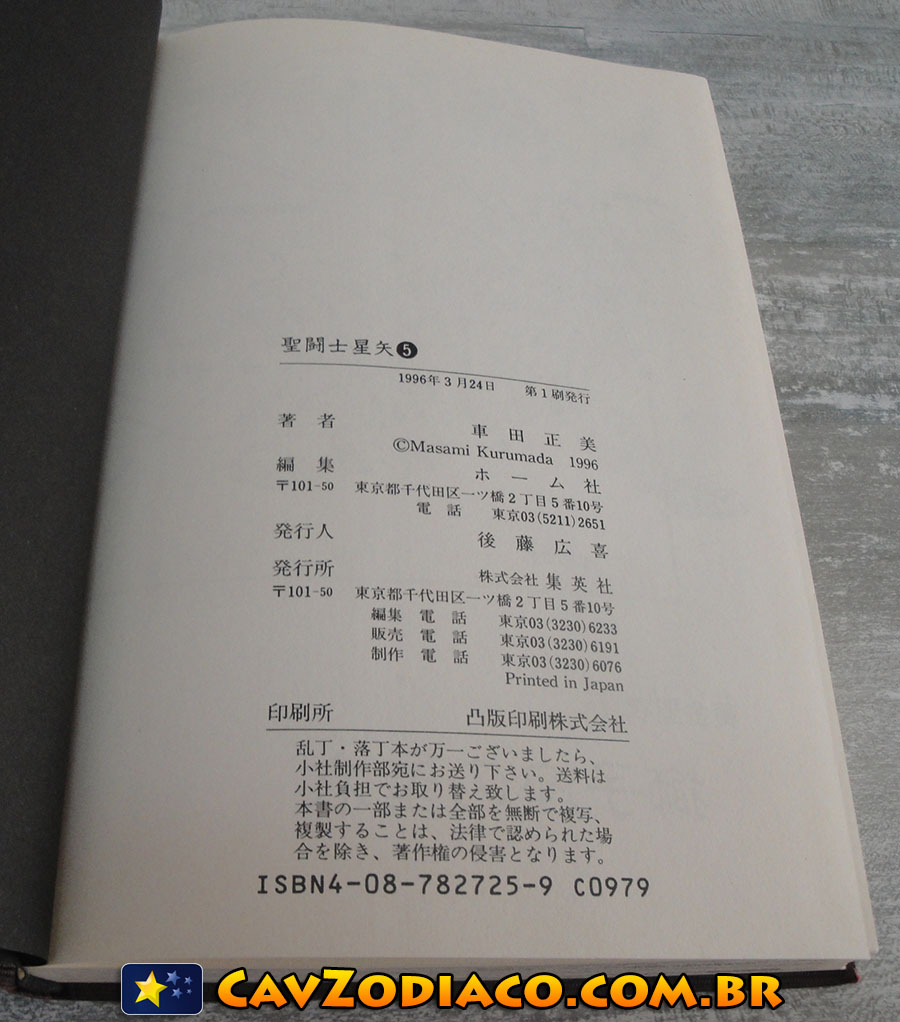 聖闘士星矢❺
1996年3月24日　第1刷発行
著者　車田正美
©Masami Kurumada 1996
編集　ホーム社
〒101-50　東京都千代田区一ツ橋2丁目5番10号
電話　東京03(5211)2651
発行人　後藤広喜
発行所　株式会社 集英社
〒101-50　東京都千代田区一ツ橋2丁目5番10号
編集 電話　東京03(3230)6233
販売 電話　東京03(3230)6191
制作 電話　東京03(3230)6076
Printed in Japan
印刷所　凸版印刷株式会社
乱丁・落丁本が万一ございましたら、
小社制作部宛にお送り下さい。送料は
小社負担でお取り替え致します。
本書の一部または全部を無断で複写、
複製することは、法律で認められた場
合を除き、著作権の侵害となります。
ISBN4-08-782725-9 C0979
CAVZODIACO.COM.BR